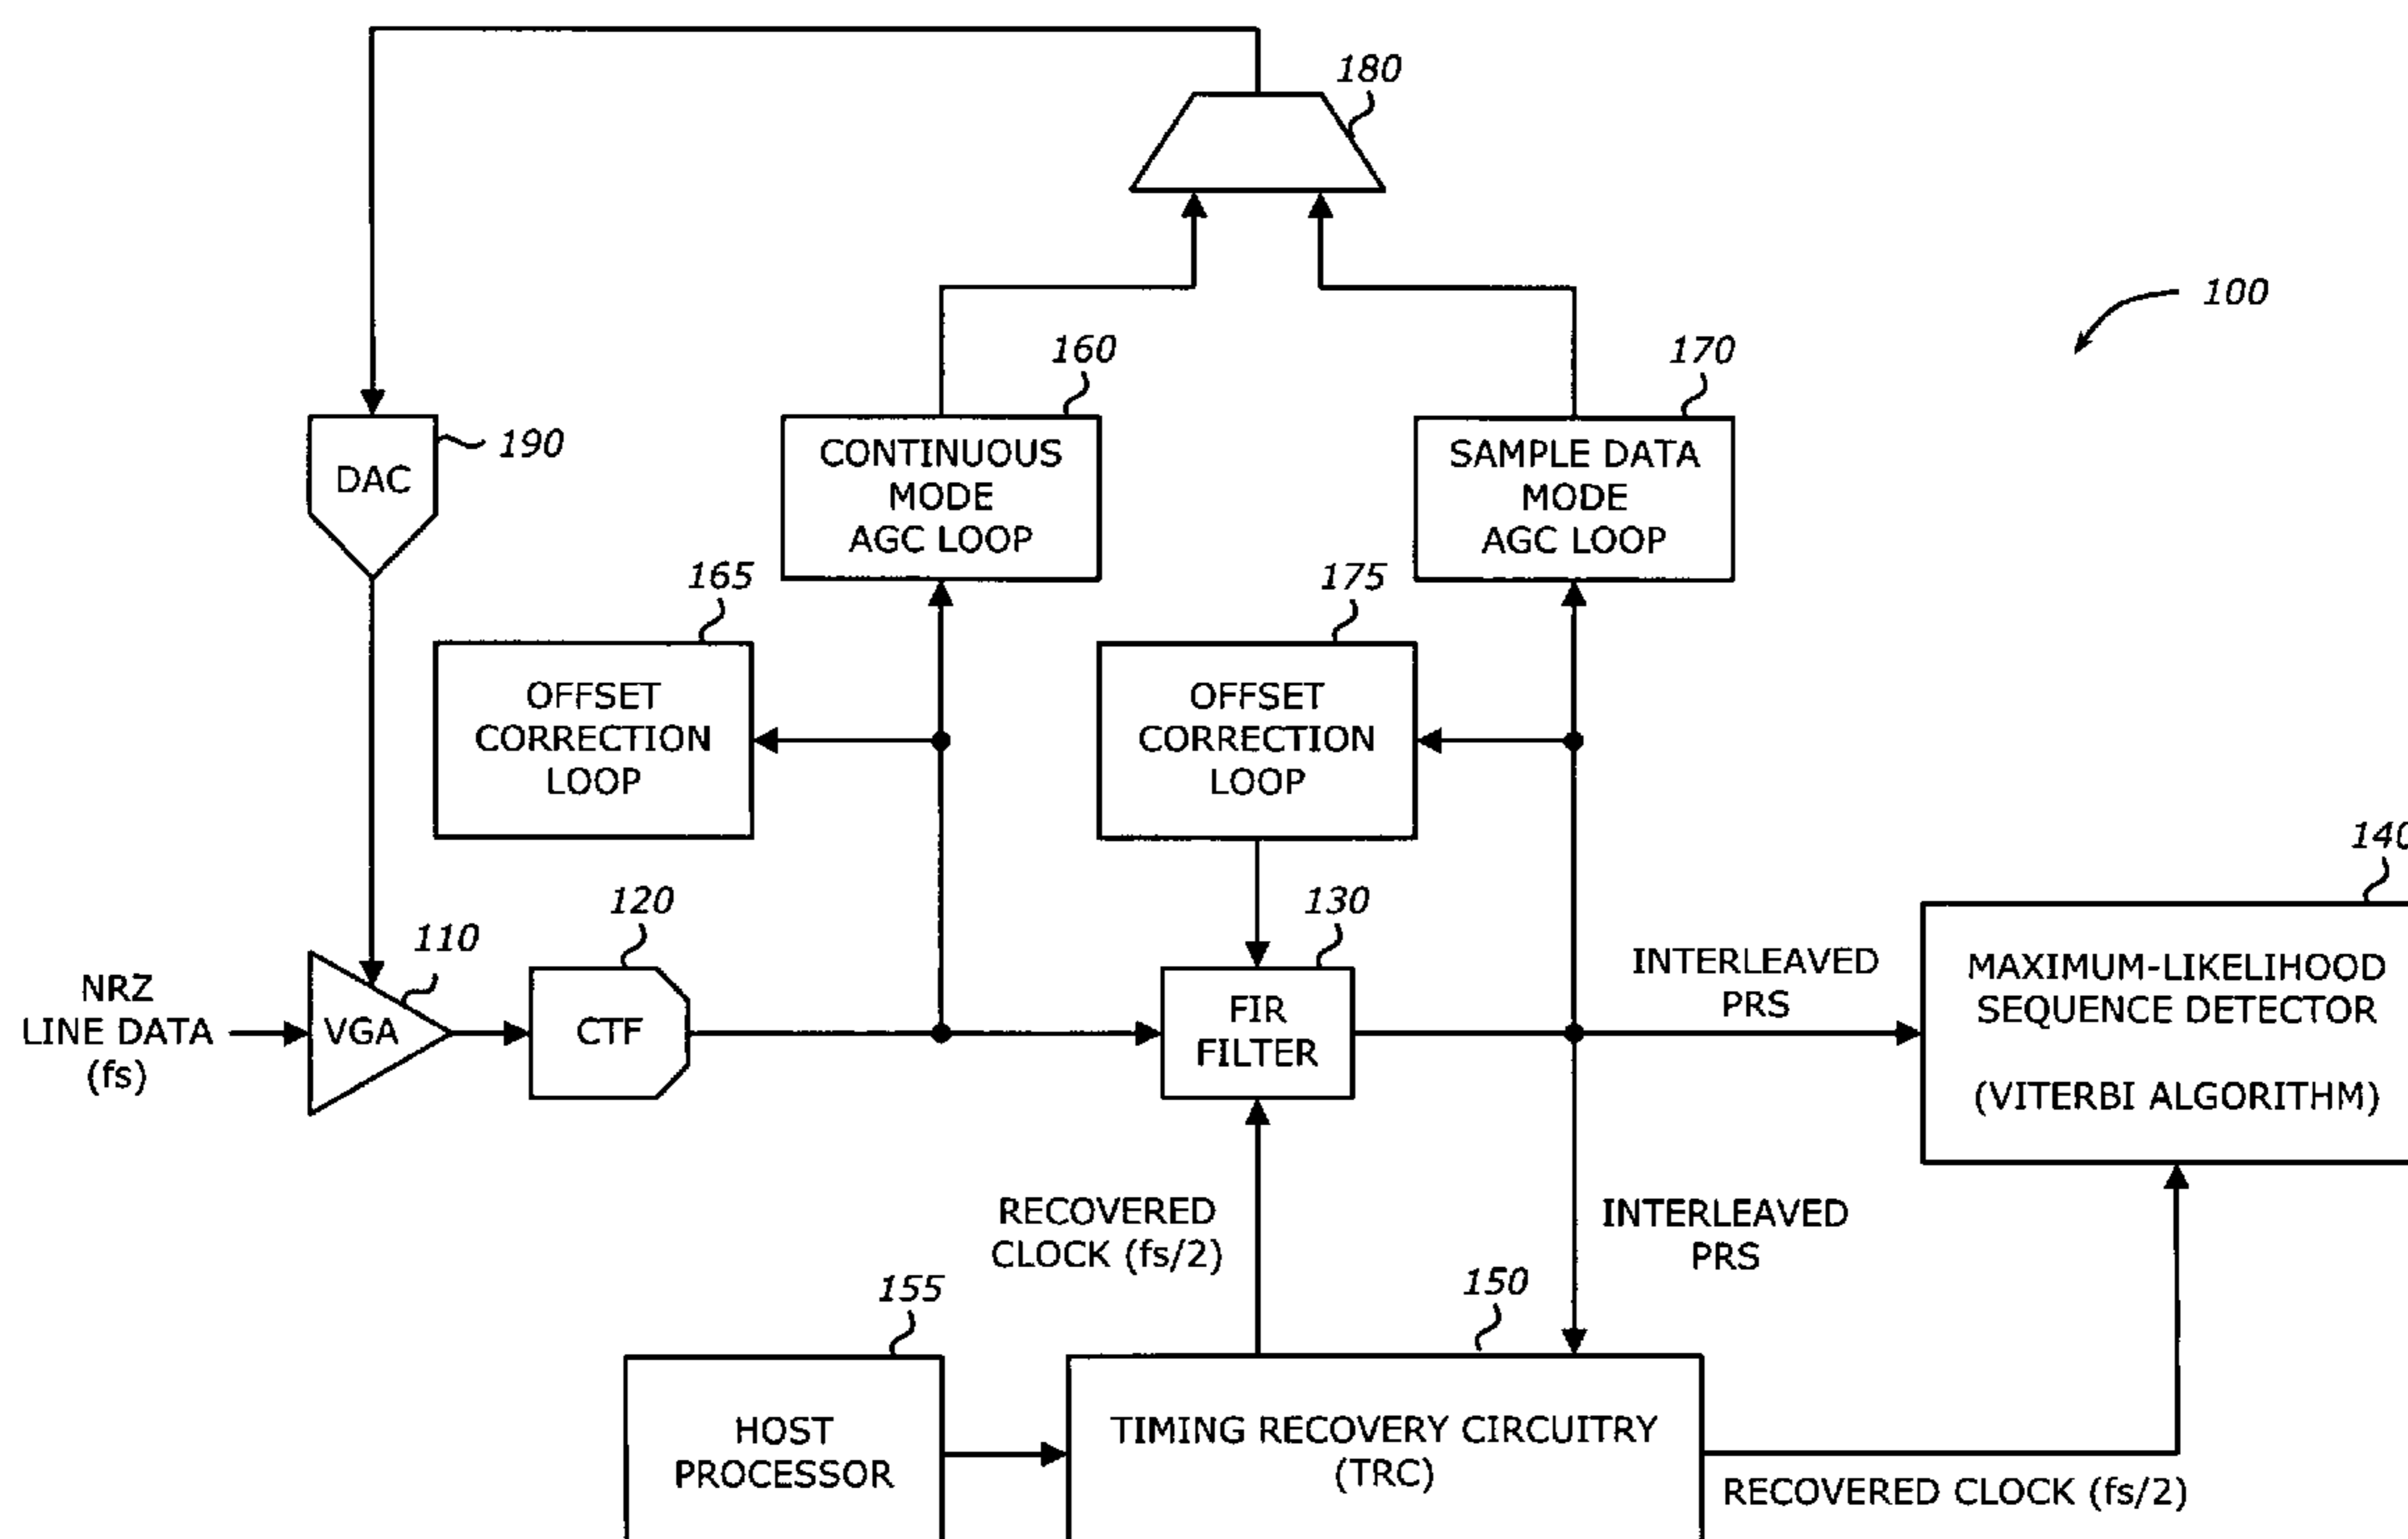 180
100
160
170
190
DAC
CONTINUOUS
MODE
AGC LOOP
SAMPLE DATA
MODE
AGC LOOP
165
175
OFFSET
CORRECTION
LOOP
OFFSET
CORRECTION
LOOP
140
110
120
130
NRZ
LINE DATA
(fs)
VGA
CTF
FIR
FILTER
INTERLEAVED
PRS
MAXIMUM-LIKELIHOOD
SEQUENCE DETECTOR
(VITERBI ALGORITHM)
RECOVERED
CLOCK (fs/2)
INTERLEAVED
PRS
155
150
HOST
PROCESSOR
TIMING RECOVERY CIRCUITRY
(TRC)
RECOVERED CLOCK (fs/2)